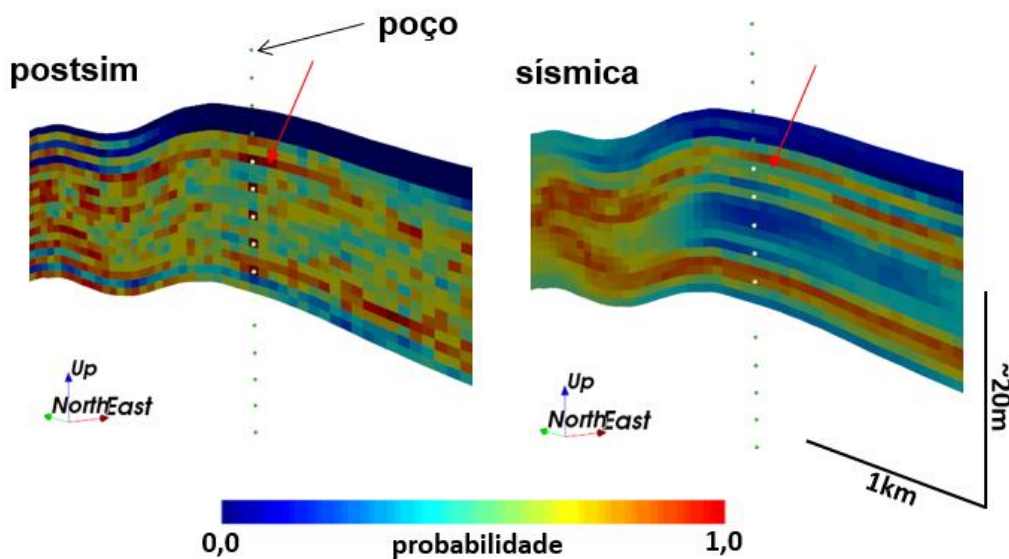 poço
postsim
sísmica
Up
NorthEast
Up
NorthEast
~20m
1km
0,0
probabilidade
1,0